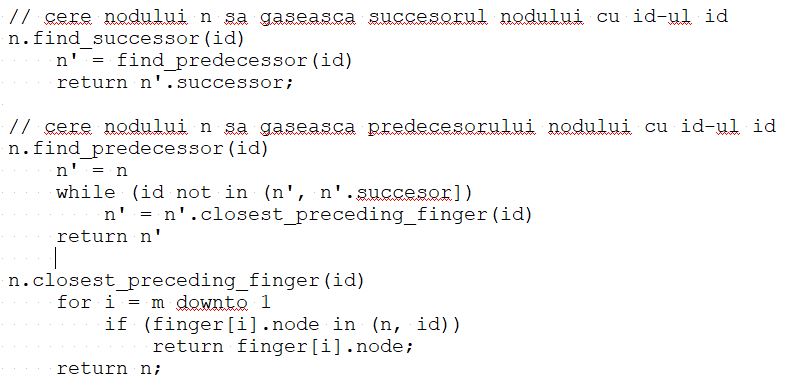 // cere nodului n sa gaseasca succesorul nodului cu id-ul id
n.find_successor(id)
n' = find_predecessor(id)
return n'.successor;
// cere nodului n sa gaseasca predecesorului nodului cu id-ul id
n.find_predecessor(id)
n' = n
while (id not in (n', n'.succesor])
n' = n'.closest_preceding_finger(id)
return n'
n.closest_preceding_finger(id)
for i = m downto 1
if (finger[i].node in (n, id))
return finger[i].node;
return n;